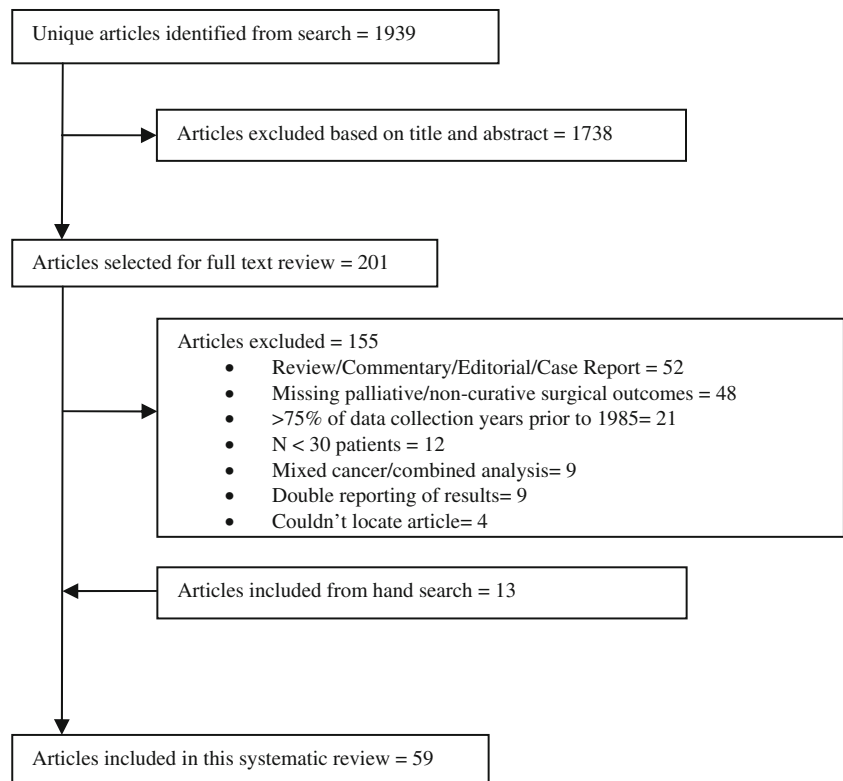 Unique articles identified from search = 1939
Articles excluded based on title and abstract = 1738
Articles selected for full text review = 201
Articles excluded = 155
• Review/Commentary/Editorial/Case Report = 52
• Missing palliative/non-curative surgical outcomes = 48
• >75% of data collection years prior to 1985= 21
• N < 30 patients = 12
• Mixed cancer/combined analysis= 9
• Double reporting of results= 9
• Couldn’t locate article= 4
Articles included from hand search = 13
Articles included in this systematic review = 59